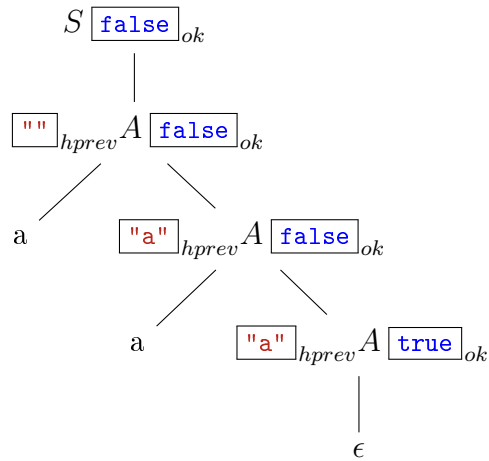 S false ok
"" hprev A false ok
a "a" hprev A false ok
a "a" hprev A true ok
ϵ